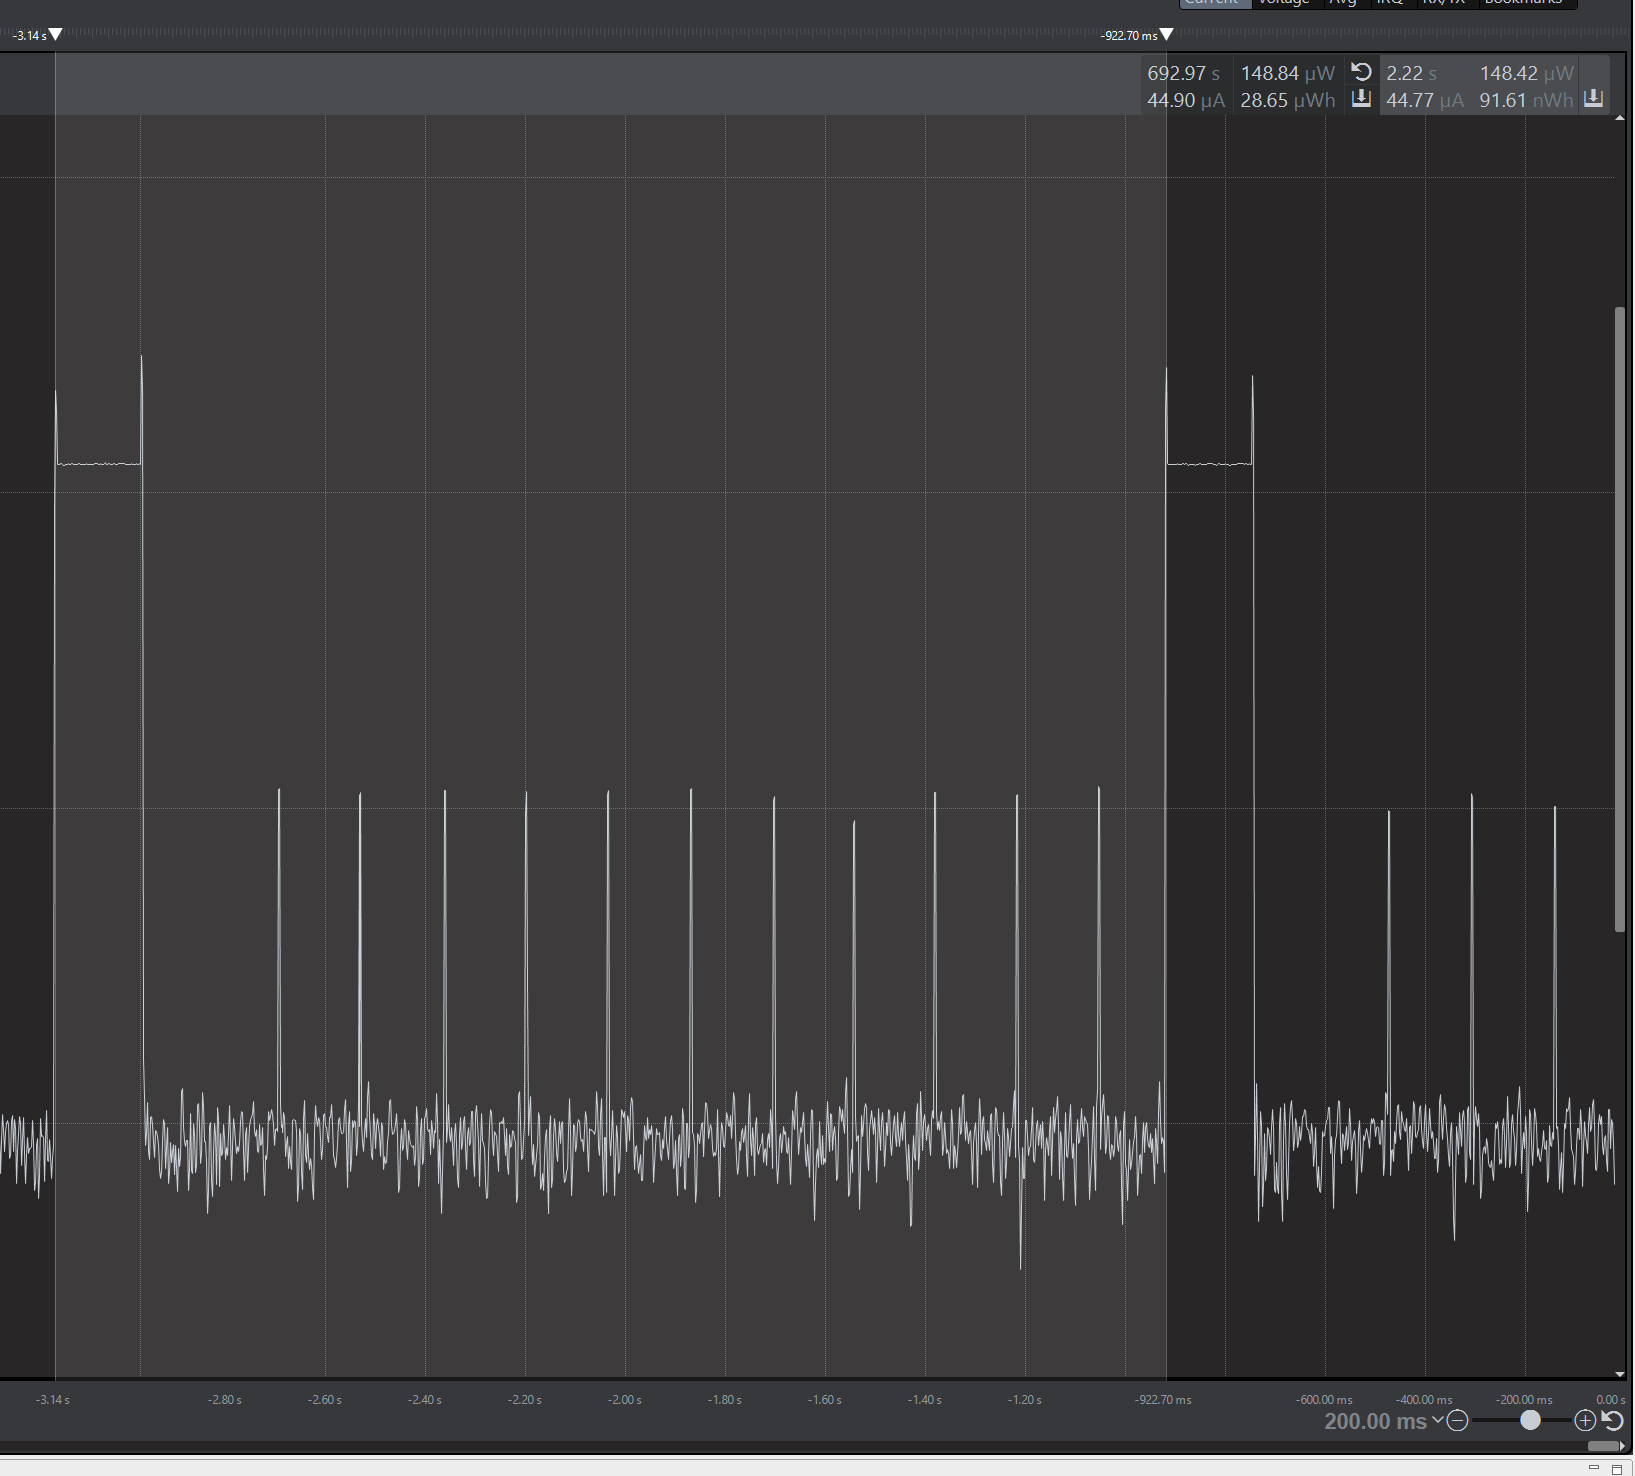 Current Voltage Avg IRQ RX/TX Bookmarks
-3.14 s -922.70 ms
692.97 s 148.84 µW 2.22 s 148.42 µW
44.90 µA 28.65 µWh 44.77 µA 91.61 nWh
-3.14 s -2.80 s -2.60 s -2.40 s -2.20 s -2.00 s -1.80 s -1.60 s -1.40 s -1.20 s -922.70 ms -600.00 ms -400.00 ms -200.00 ms 0.00 s
200.00 ms